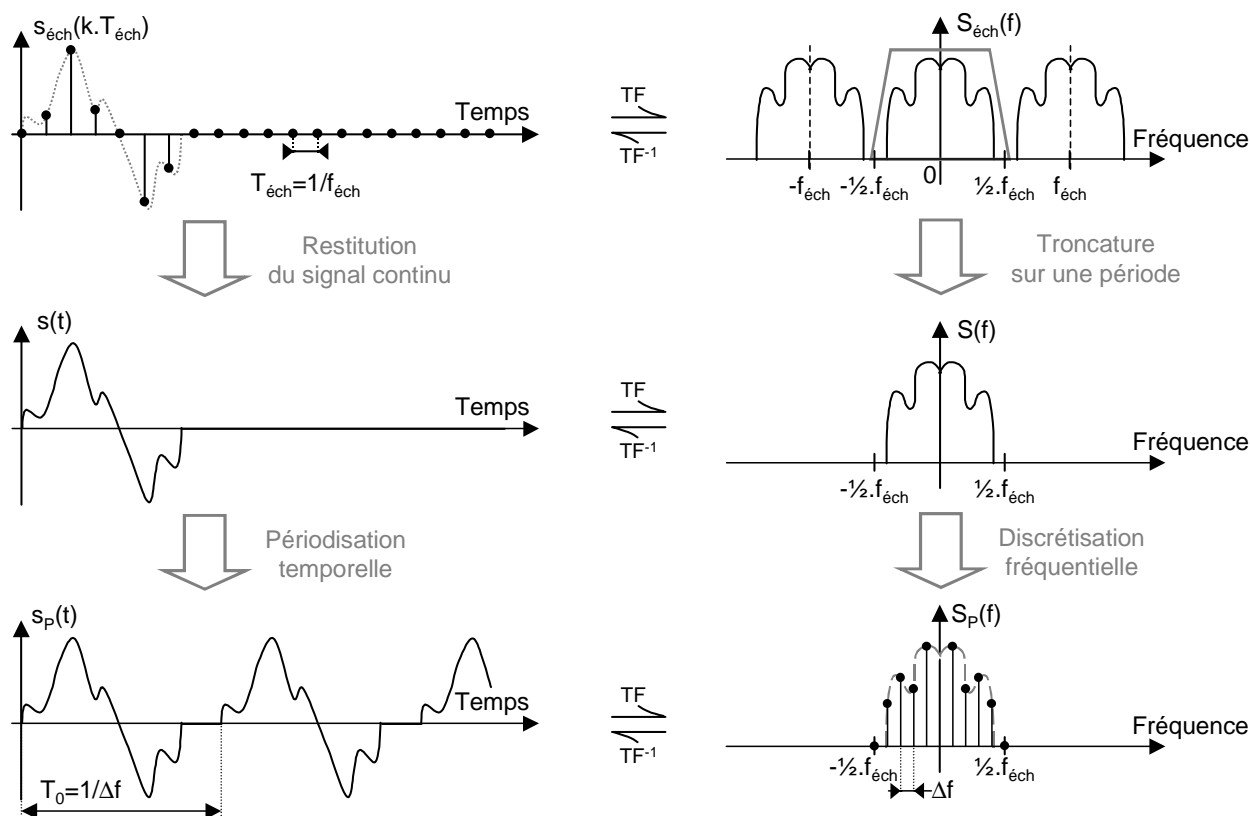 s_éch(k.T_éch)
Temps
T_éch=1/f_éch
TF
TF⁻¹
S_éch(f)
Fréquence
-f_éch
-½.f_éch
0
½.f_éch
f_éch
Restitution
du signal continu
Troncature
sur une période
s(t)
Temps
TF
TF⁻¹
S(f)
Fréquence
-½.f_éch
½.f_éch
Périodisation
temporelle
Discrétisation
fréquentielle
s_P(t)
Temps
T₀=1/Δf
TF
TF⁻¹
S_P(f)
Fréquence
-½.f_éch
½.f_éch
Δf